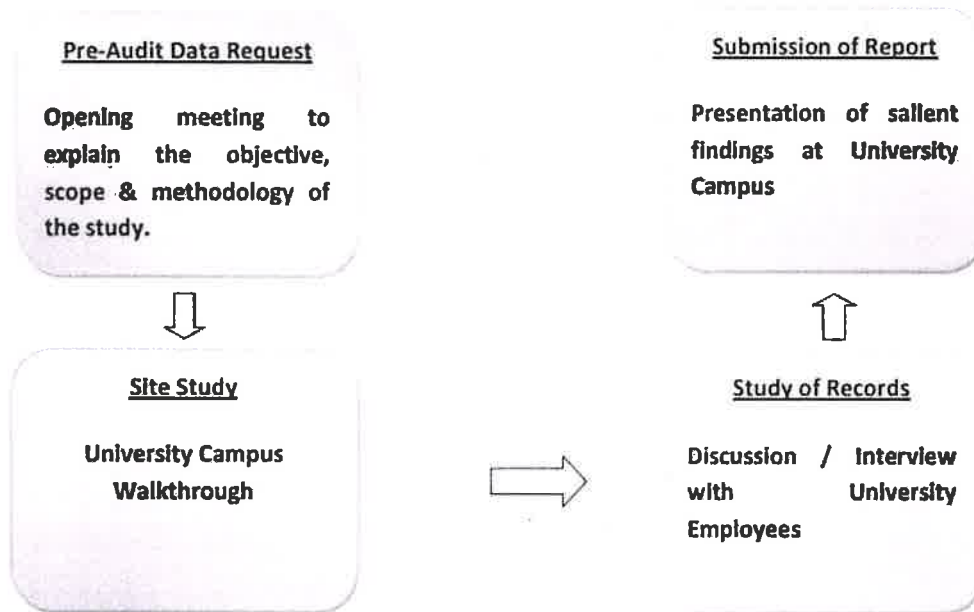 Pre-Audit Data Request
Opening meeting to
explain the objective,
scope & methodology of
the study.
Site Study
University Campus
Walkthrough
Study of Records
Discussion / Interview
with University
Employees
Submission of Report
Presentation of salient
findings at University
Campus